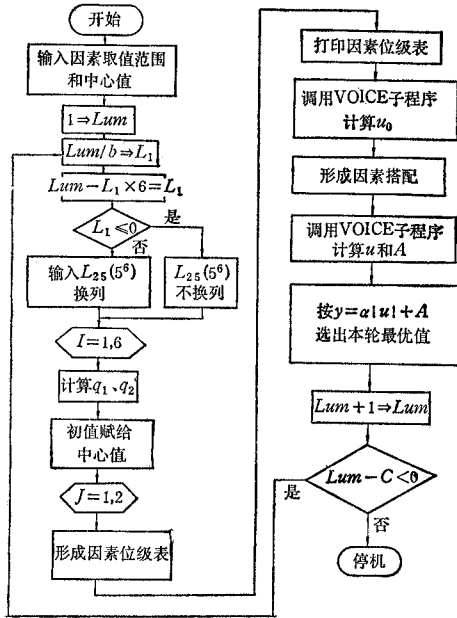 开始
输入因素取值范围
和中心值
1⇒Lum
Lum/b⇒L₁
Lum−L₁×6=L₁
L₁≤0
是
否
输入L₂₅(5⁶)
换列
L₂₅(5⁶)
不换列
I=1,6
计算q₁、q₂
初值赋给
中心值
J=1,2
形成因素位级表
打印因素位级表
调用VOICE子程序
计算u₀
形成因素搭配
调用VOICE子程序
计算u和A
按y=α|u|+A
选出本轮最优值
Lum+1⇒Lum
Lum−C<0
是
否
停机